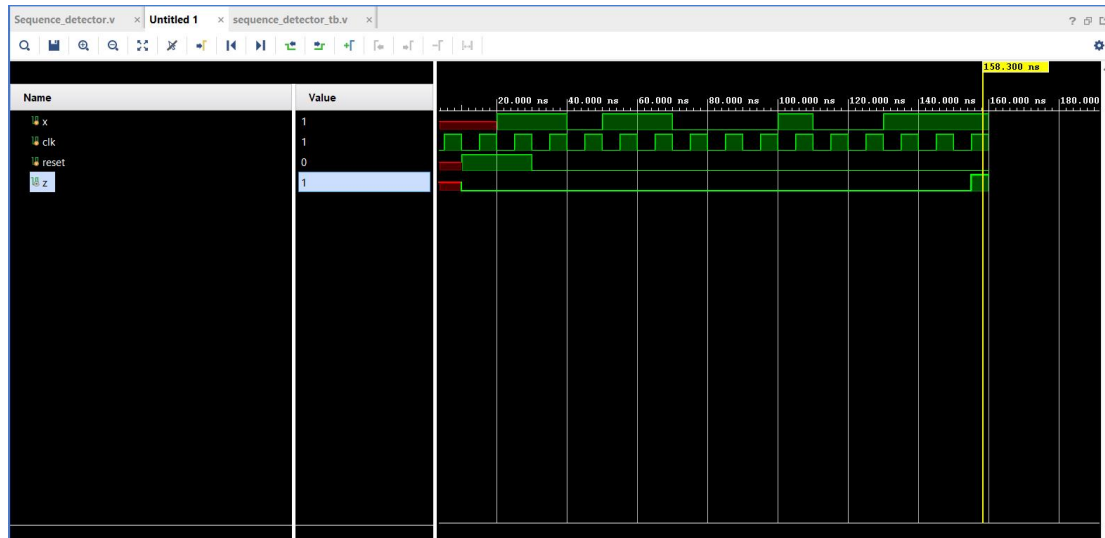 Sequence_detector.v × Untitled 1 × sequence_detector_tb.v × ?
158.300 ns
Name Value 20.000 ns 40.000 ns 60.000 ns 80.000 ns 100.000 ns 120.000 ns 140.000 ns 160.000 ns 180.000
x 1
clk 1
reset 0
z 1